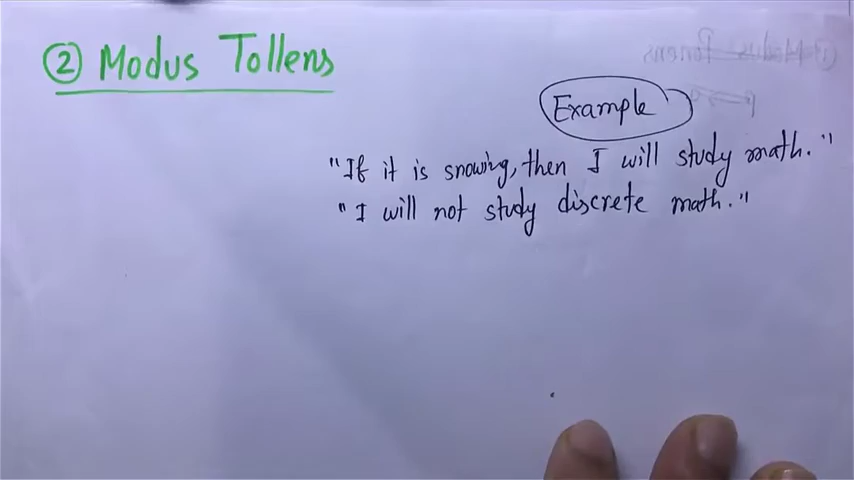 ② Modus Tollens
Example
"If it is snowing, then I will study math."
"I will not study discrete math."